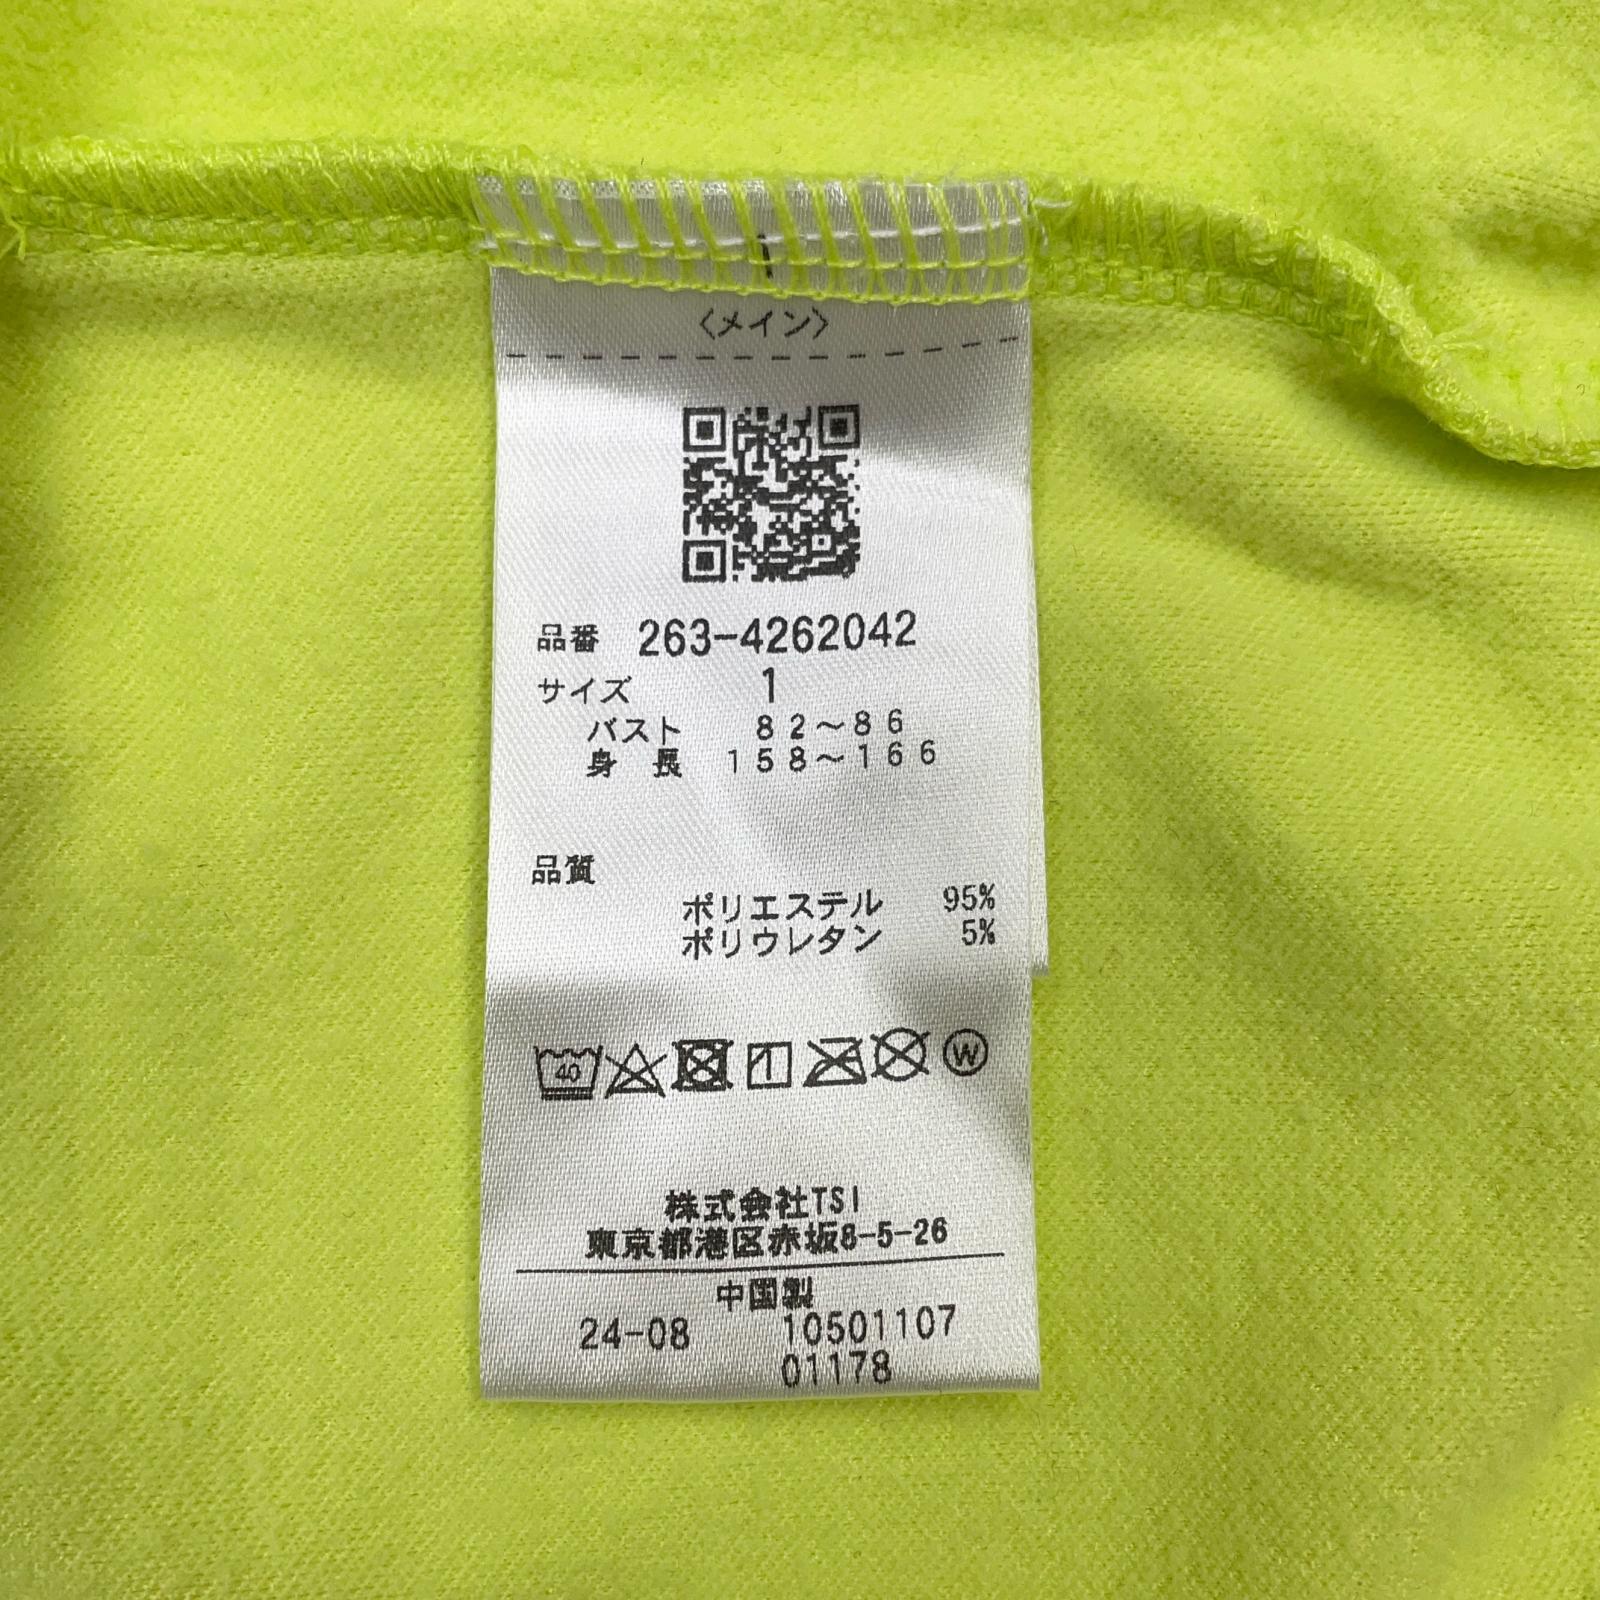 〈メイン〉
品番 263-4262042
サイズ 1
バスト 82〜86
身長 158〜166
品質
ポリエステル 95%
ポリウレタン 5%
40
W
株式会社TSI
東京都港区赤坂8-5-26
中国製
24-08 10501107
01178